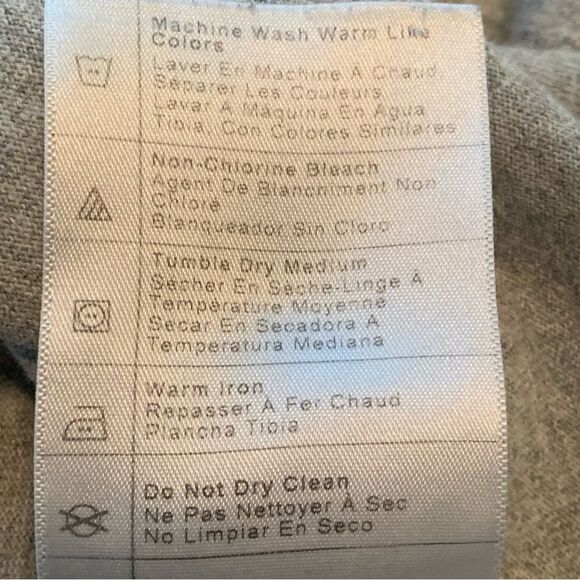 Machine Wash Warm Like
Colors
Laver En Machine À Chaud
Séparer Les Couleurs
Lavar A Máquina En Agua
Tibia, Con Colores Similares
Non-Chlorine Bleach
Agent De Blanchiment Non
Chloré
Blanqueador Sin Cloro
Tumble Dry Medium
Sécher En Sèche-Linge À
Température Moyenne
Secar En Secadora A
Temperatura Mediana
Warm Iron
Repasser À Fer Chaud
Plancha Tibia
Do Not Dry Clean
Ne Pas Nettoyer À Sec
No Limpiar En Seco